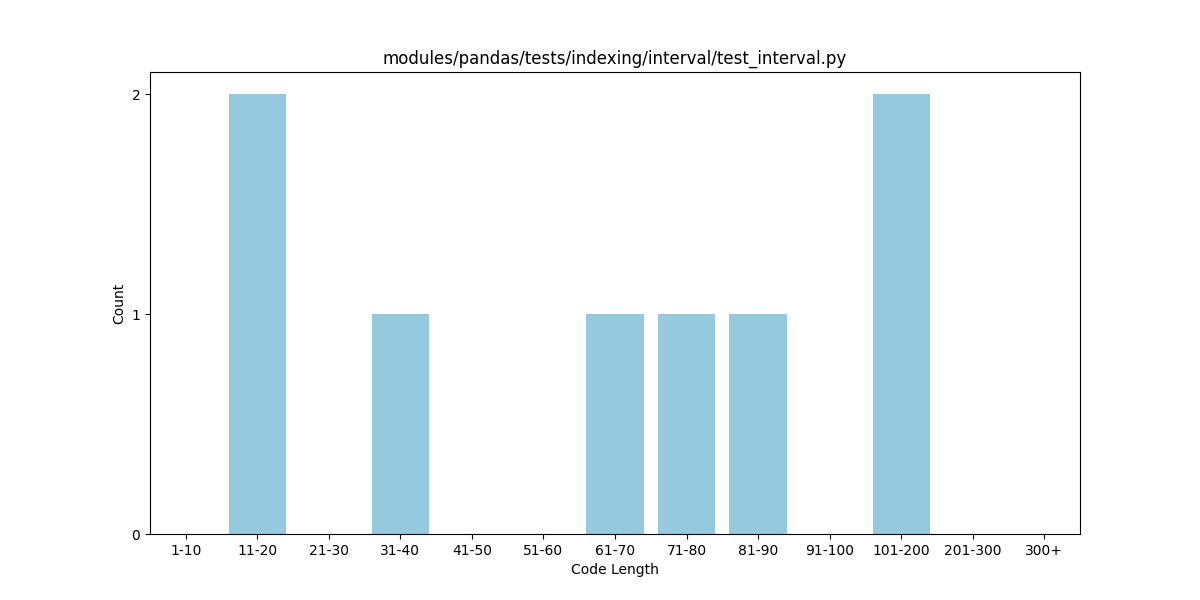 modules/pandas/tests/indexing/interval/test_interval.py
Count
2
1
0
1-10 11-20 21-30 31-40 41-50 51-60 61-70 71-80 81-90 91-100 101-200 201-300 300+
Code Length